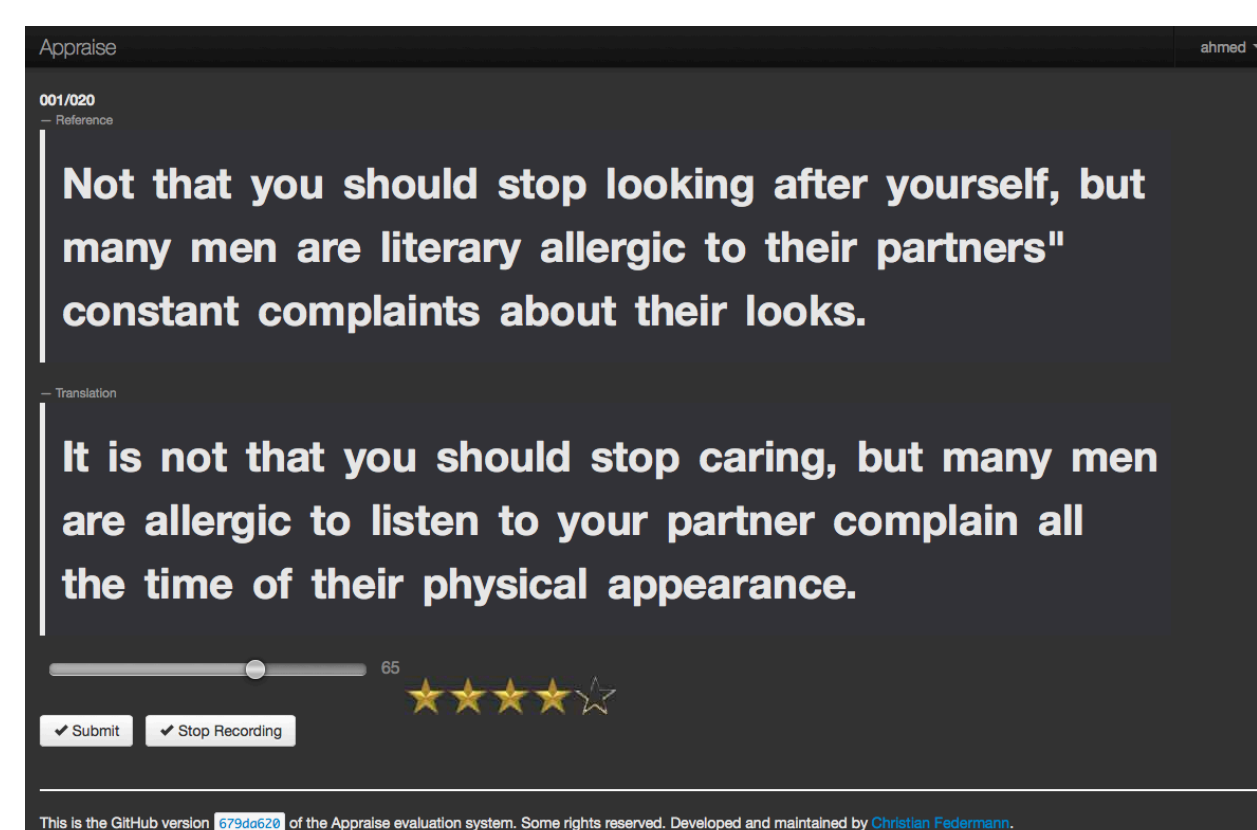 Appraise
ahmed
001/020
— Reference
Not that you should stop looking after yourself, but
many men are literary allergic to their partners"
constant complaints about their looks.
— Translation
It is not that you should stop caring, but many men
are allergic to listen to your partner complain all
the time of their physical appearance.
65
✔ Submit
✔ Stop Recording
This is the GitHub version 679da620 of the Appraise evaluation system. Some rights reserved. Developed and maintained by Christian Federmann.